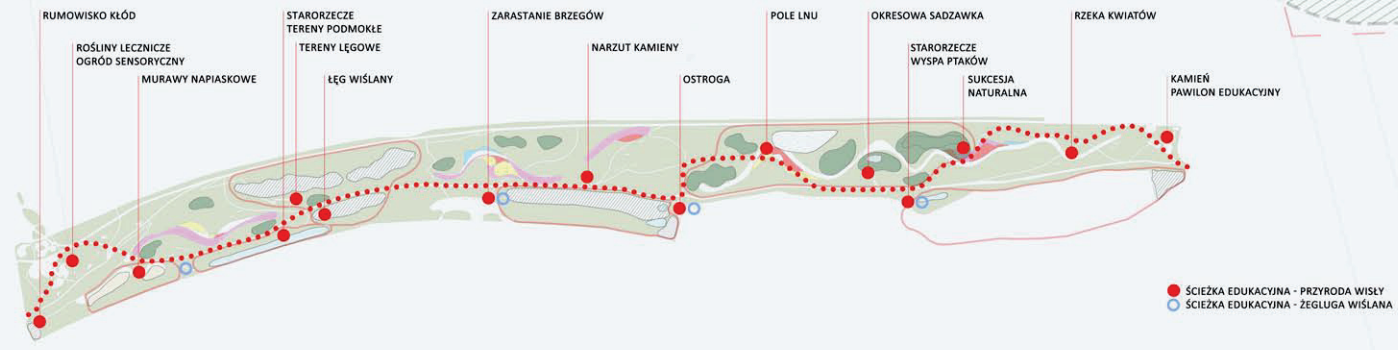 RUMOWISKO KŁÓD
ROŚLINY LECZNICZE
OGRÓD SENSORYCZNY
MURAWY NAPIASKOWE
STARORZECZE
TERENY PODMOKŁE
TERENY LĘGOWE
ŁĘG WIŚLANY
ZARASTANIE BRZEGÓW
NARZUT KAMIENY
OSTROGA
POLE LNU
OKRESOWA SADZAWKA
STARORZECZE
WYSPA PTAKÓW
SUKCESJA
NATURALNA
RZEKA KWIATÓW
KAMIEŃ
PAWILON EDUKACYJNY
ŚCIEŻKA EDUKACYJNA - PRZYRODA WISŁY
ŚCIEŻKA EDUKACYJNA - ŻEGLUGA WIŚLANA